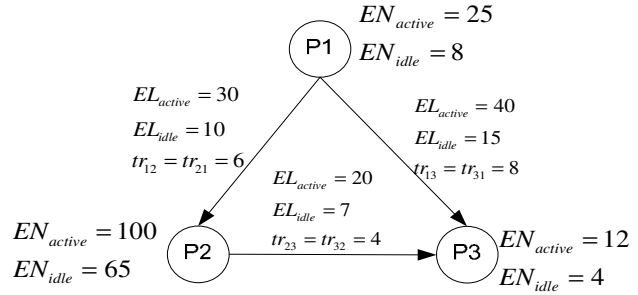 EN_active = 25
P1
EN_idle = 8
EL_active = 30
EL_idle = 10
tr_12 = tr_21 = 6
EL_active = 40
EL_idle = 15
tr_13 = tr_31 = 8
EL_active = 20
EL_idle = 7
tr_23 = tr_32 = 4
EN_active = 100
EN_idle = 65
P2
P3
EN_active = 12
EN_idle = 4